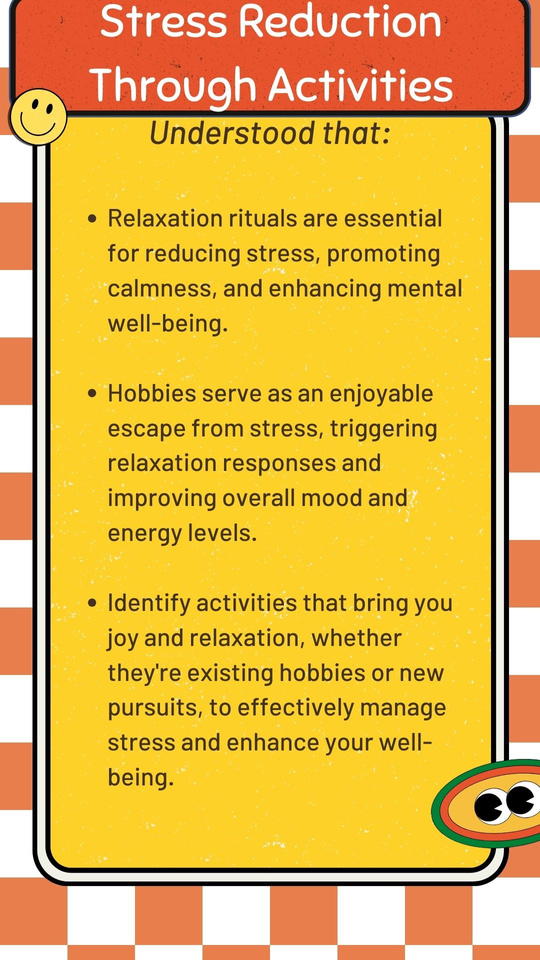 Stress Reduction
Through Activities
Understood that:
• Relaxation rituals are essential
for reducing stress, promoting
calmness, and enhancing mental
well-being.
• Hobbies serve as an enjoyable
escape from stress, triggering
relaxation responses and
improving overall mood and
energy levels.
• Identify activities that bring you
joy and relaxation, whether
they're existing hobbies or new
pursuits, to effectively manage
stress and enhance your well-
being.